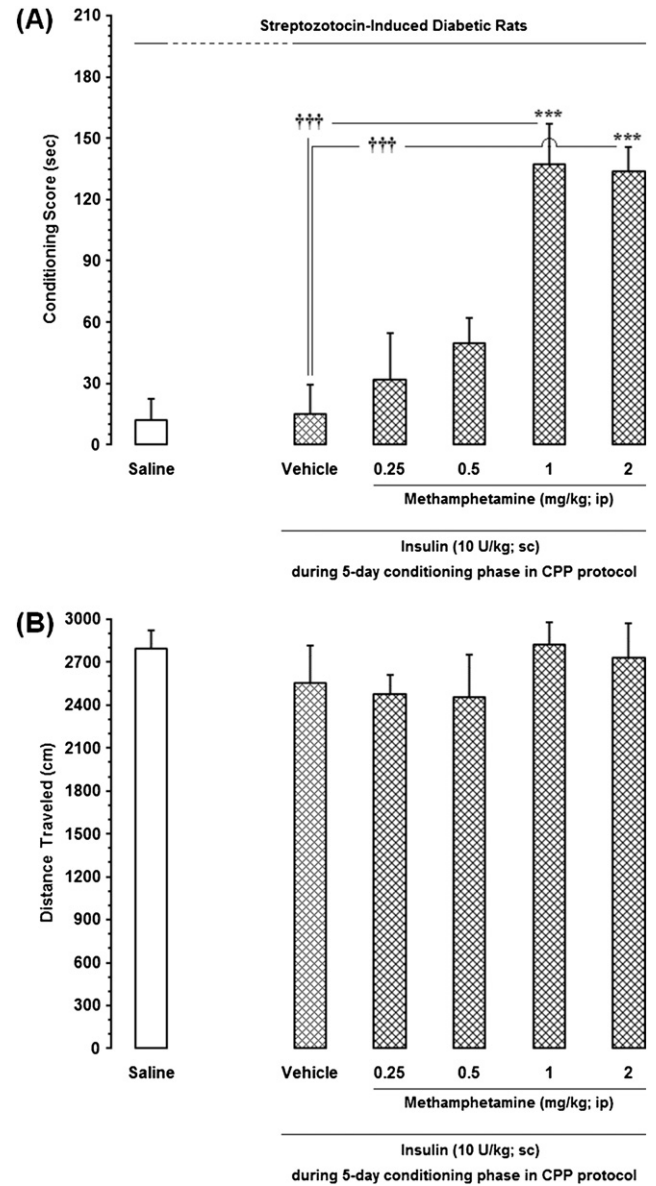 (A)
Streptozotocin-Induced Diabetic Rats
210
180
150
120
90
60
30
0
Conditioning Score (sec)
†††
†††
***
***
Saline
Vehicle
0.25
0.5
1
2
Methamphetamine (mg/kg; ip)
Insulin (10 U/kg; sc)
during 5-day conditioning phase in CPP protocol
(B)
3000
2700
2400
2100
1800
1500
1200
900
600
300
0
Distance Traveled (cm)
Saline
Vehicle
0.25
0.5
1
2
Methamphetamine (mg/kg; ip)
Insulin (10 U/kg; sc)
during 5-day conditioning phase in CPP protocol